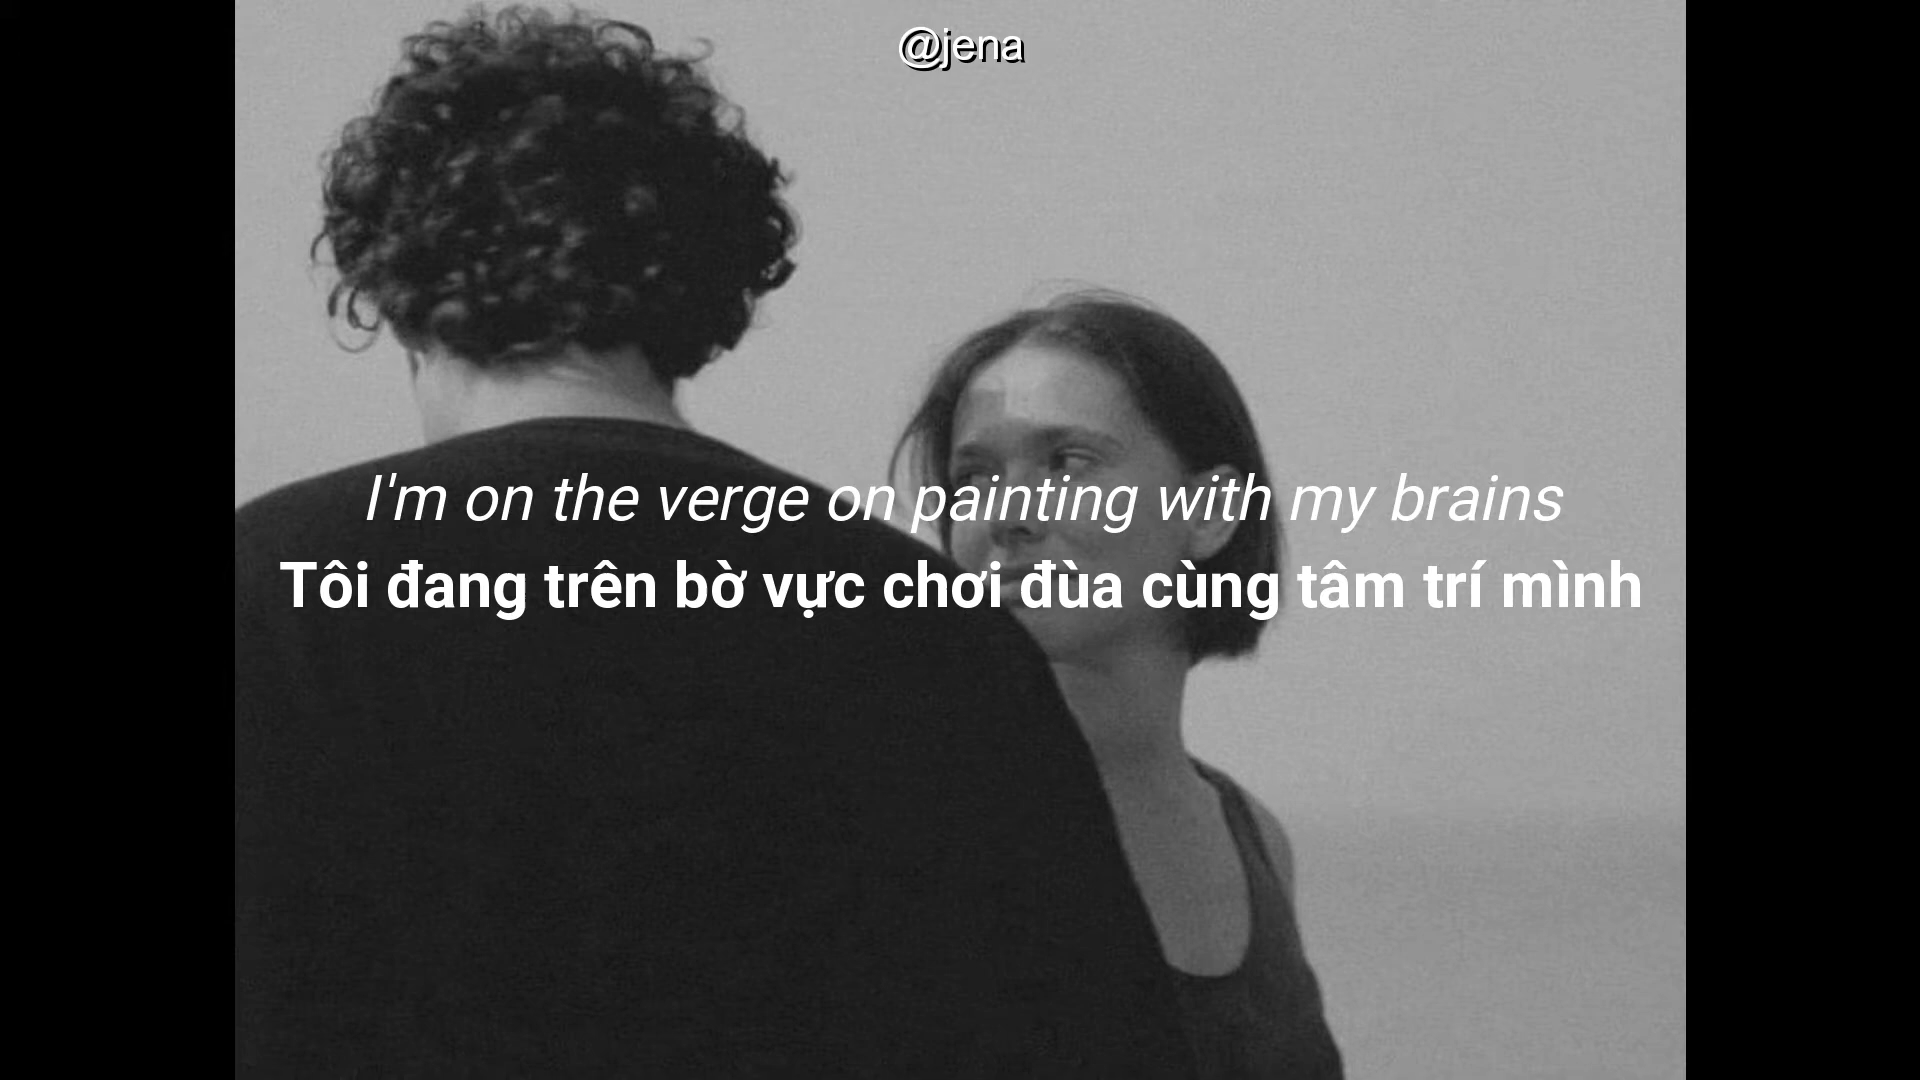 @jena
I'm on the verge on painting with my brains
Tôi đang trên bờ vực chơi đùa cùng tâm trí mình